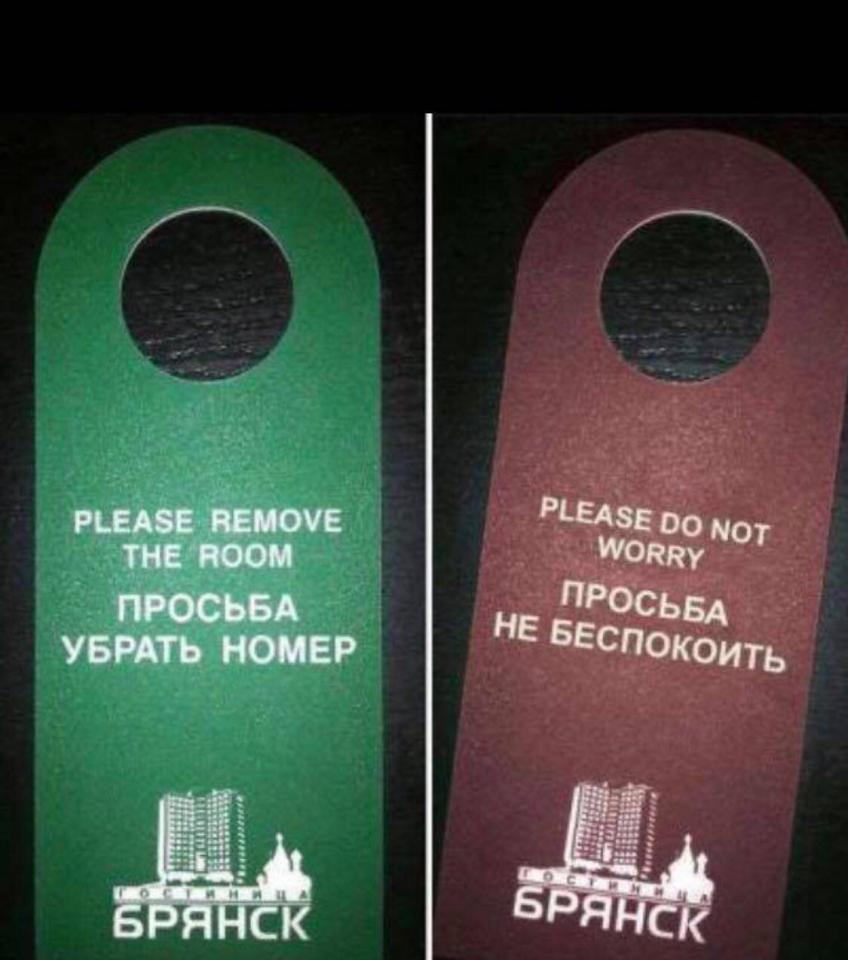 PLEASE REMOVE
THE ROOM
ПРОСЬБА
УБРАТЬ НОМЕР
ГОСТИНИЦА
БРЯНСК
PLEASE DO NOT
WORRY
ПРОСЬБА
НЕ БЕСПОКОИТЬ
ГОСТИНИЦА
БРЯНСК